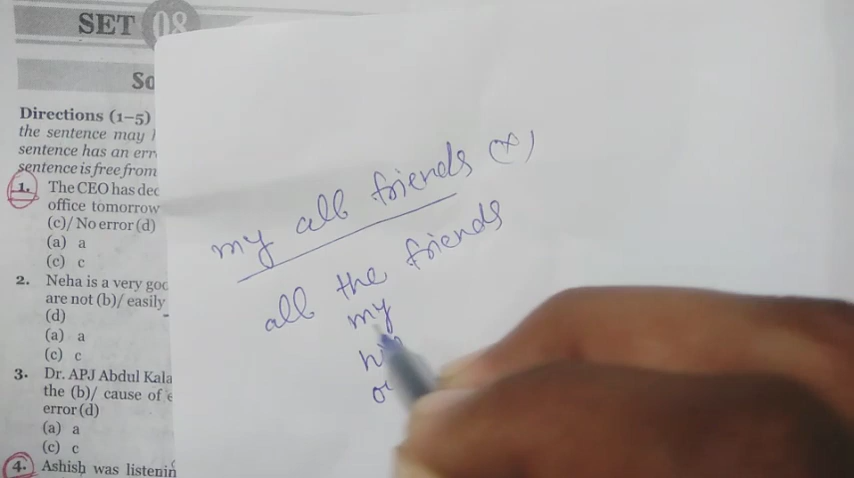 SET 08
So
Directions (1–5)
the sentence may
sentence has an err
sentence is free from
1. The CEO has dec
office tomorrow
(c)/ No error (d)
(a) a
(c) c
2. Neha is a very goo
are not (b)/ easily
(d)
(a) a
(c) c
3. Dr. APJ Abdul Kala
the (b)/ cause of e
error (d)
(a) a
(c) c
4. Ashish was listenin
my all friends (×)
all the friends
my